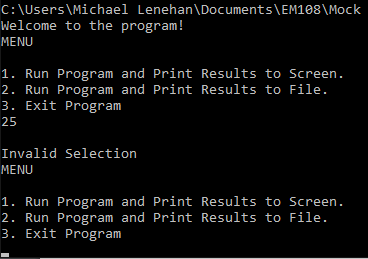 C:\Users\Michael Lenehan\Documents\EM108\Mock
Welcome to the program!
MENU
1. Run Program and Print Results to Screen.
2. Run Program and Print Results to File.
3. Exit Program
25
Invalid Selection
MENU
1. Run Program and Print Results to Screen.
2. Run Program and Print Results to File.
3. Exit Program